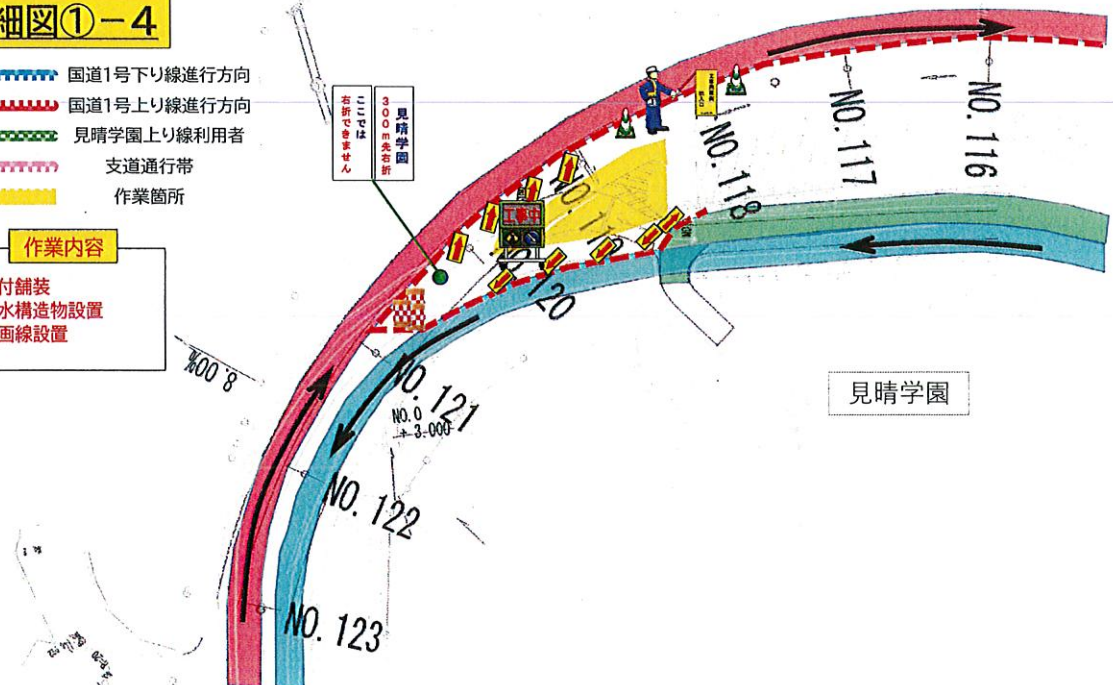 細図①-4
国道1号下り線進行方向
国道1号上り線進行方向
見晴学園上り線利用者
支道通行帯
作業箇所
作業内容
付舗装
水構造物設置
画線設置
見晴学園
300m先右折
ここでは
右折できません
工事中
NO. 116
NO. 117
NO. 118
120
NO. 121
NO. 0
+ 3.000
NO. 122
NO. 123
8.00%
見晴学園